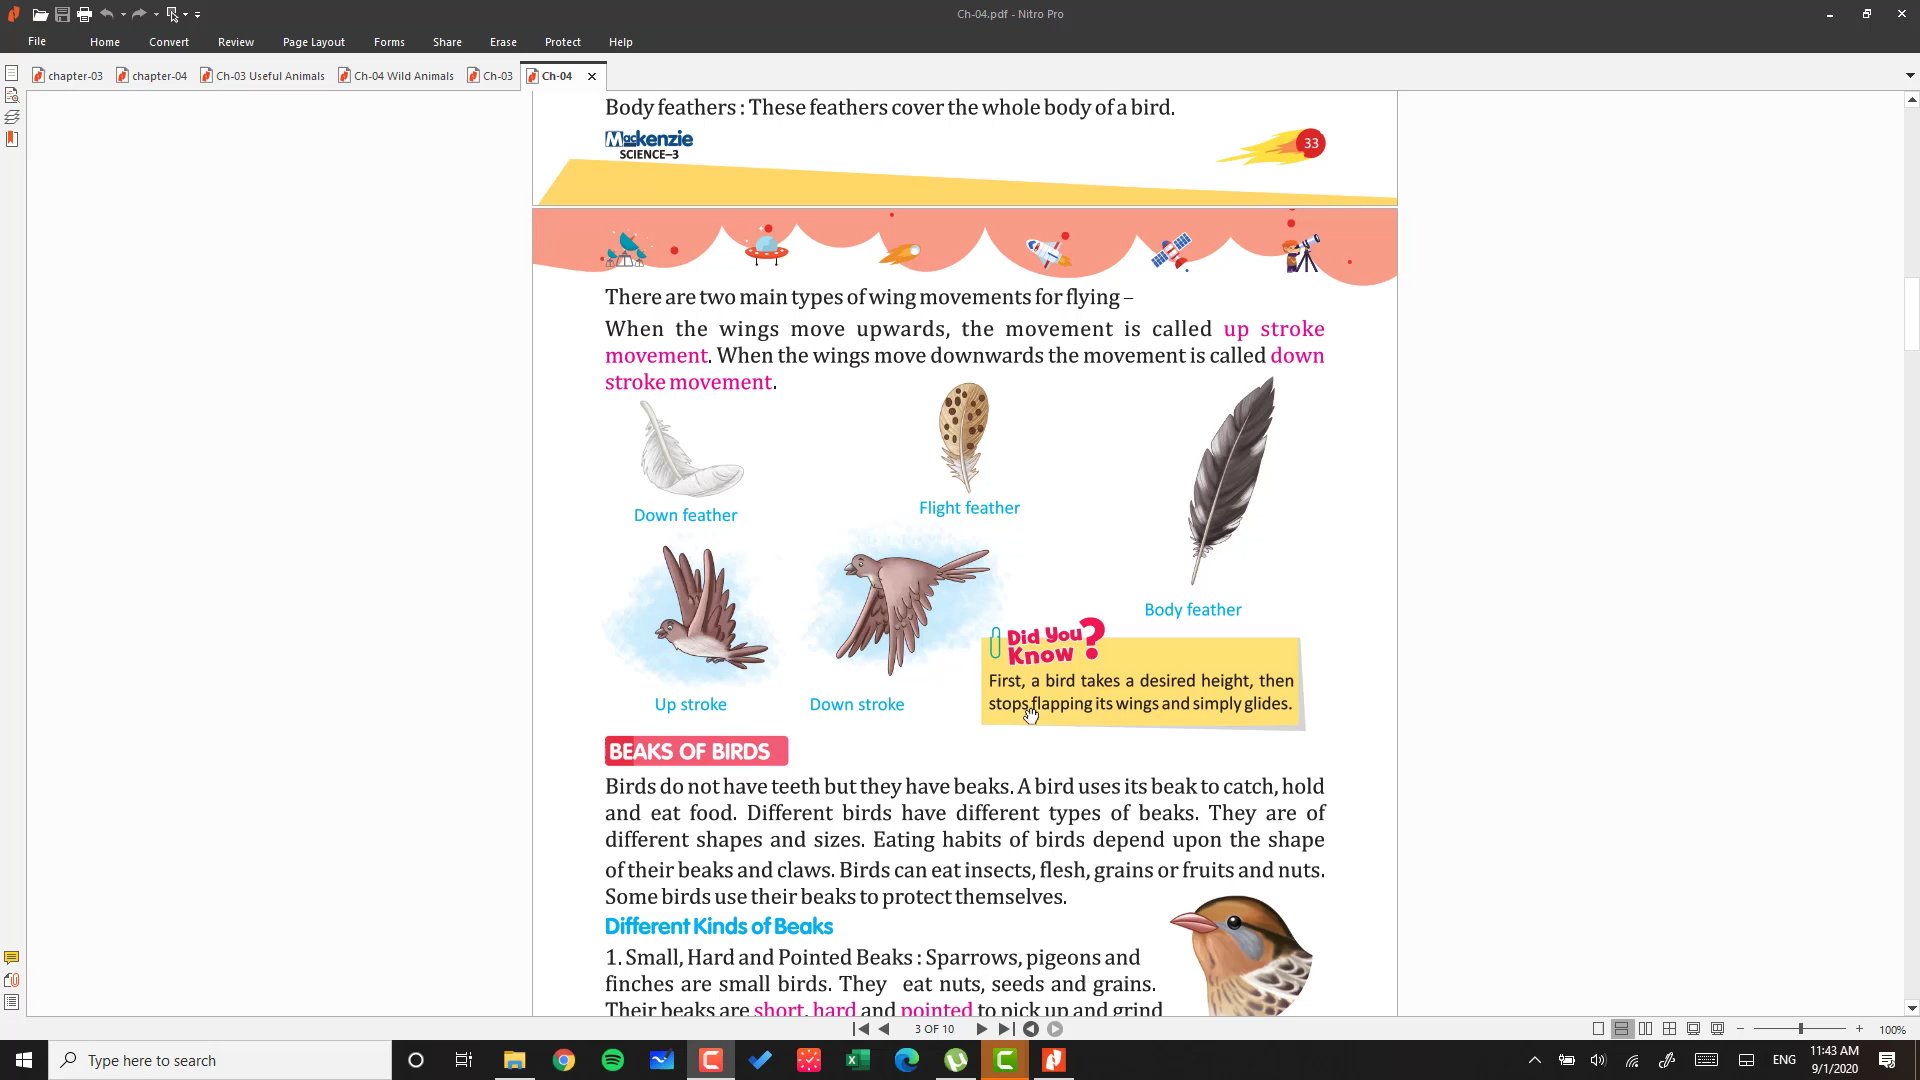 Ch-04.pdf - Nitro Pro
File Home Convert Review Page Layout Forms Share Erase Protect Help
chapter-03 chapter-04 Ch-03 Useful Animals Ch-04 Wild Animals Ch-03 Ch-04
Body feathers : These feathers cover the whole body of a bird.
Mackenzie
SCIENCE–3
33
There are two main types of wing movements for flying –
When the wings move upwards, the movement is called up stroke
movement. When the wings move downwards the movement is called down
stroke movement.
Down feather
Flight feather
Body feather
Up stroke
Down stroke
Did You
Know?
First, a bird takes a desired height, then
stops flapping its wings and simply glides.
BEAKS OF BIRDS
Birds do not have teeth but they have beaks. A bird uses its beak to catch, hold
and eat food. Different birds have different types of beaks. They are of
different shapes and sizes. Eating habits of birds depend upon the shape
of their beaks and claws. Birds can eat insects, flesh, grains or fruits and nuts.
Some birds use their beaks to protect themselves.
Different Kinds of Beaks
1. Small, Hard and Pointed Beaks : Sparrows, pigeons and
finches are small birds. They eat nuts, seeds and grains.
Their beaks are short, hard and pointed to pick up and grind
3 OF 10
100%
Type here to search
ENG
11:43 AM
9/1/2020